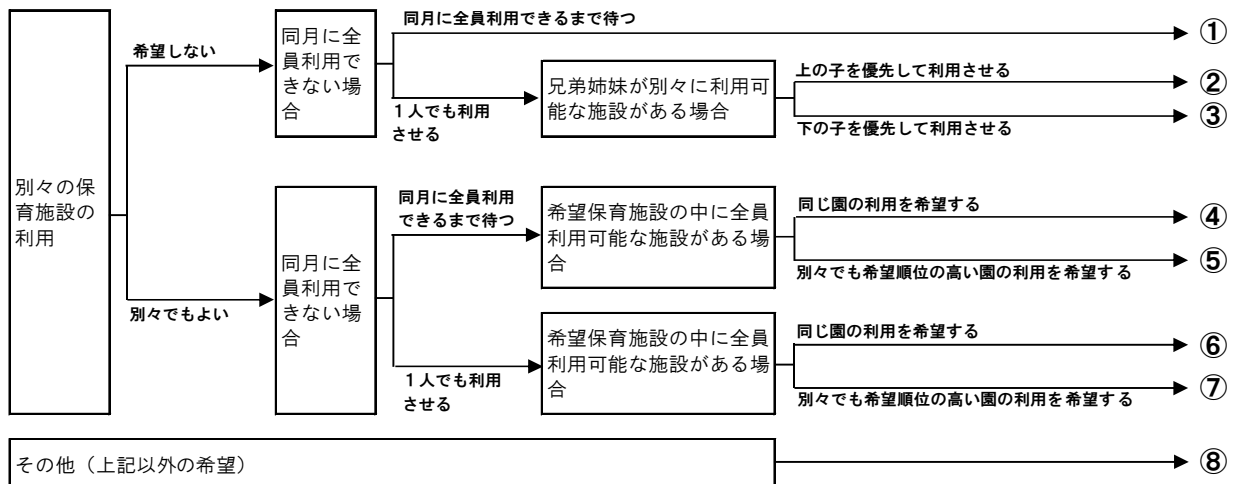 別々の保
育施設の
利用
希望しない
同月に全
員利用で
きない場
合
同月に全員利用できるまで待つ
①
１人でも利用
させる
兄弟姉妹が別々に利用可
能な施設がある場合
上の子を優先して利用させる
②
下の子を優先して利用させる
③
別々でもよい
同月に全
員利用で
きない場
合
同月に全員利用
できるまで待つ
希望保育施設の中に全員
利用可能な施設がある場
合
同じ園の利用を希望する
④
別々でも希望順位の高い園の利用を希望する
⑤
１人でも利用
させる
希望保育施設の中に全員
利用可能な施設がある場
合
同じ園の利用を希望する
⑥
別々でも希望順位の高い園の利用を希望する
⑦
その他（上記以外の希望）
⑧